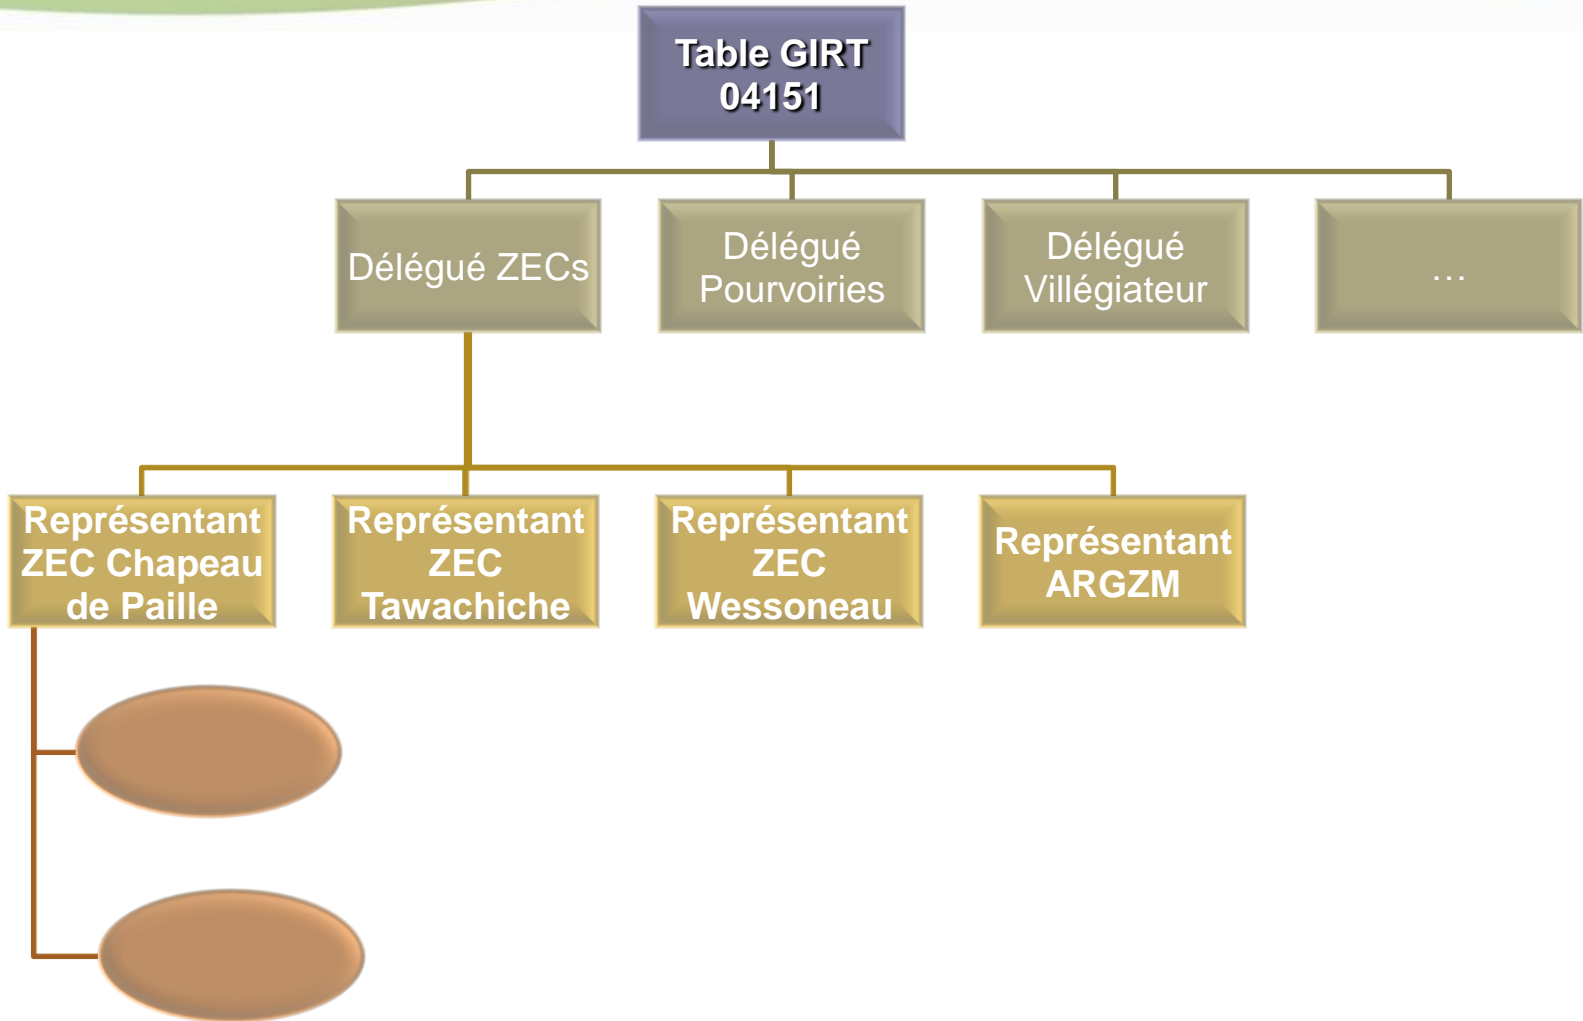 Table GIRT
04151
Délégué ZECs
Délégué
Pourvoiries
Délégué
Villégiateur
…
Représentant
ZEC Chapeau
de Paille
Représentant
ZEC
Tawachiche
Représentant
ZEC
Wessoneau
Représentant
ARGZM